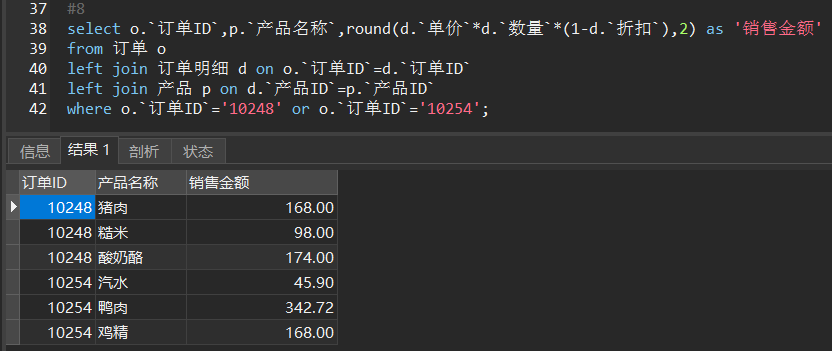 37 #8
38 select o.`订单ID`,p.`产品名称`,round(d.`单价`*d.`数量`*(1-d.`折扣`),2) as '销售金额'
39 from 订单 o
40 left join 订单明细 d on o.`订单ID`=d.`订单ID`
41 left join 产品 p on d.`产品ID`=p.`产品ID`
42 where o.`订单ID`='10248' or o.`订单ID`='10254';
信息 结果 1 剖析 状态
订单ID 产品名称 销售金额
10248 猪肉 168.00
10248 糙米 98.00
10248 酸奶酪 174.00
10254 汽水 45.90
10254 鸭肉 342.72
10254 鸡精 168.00